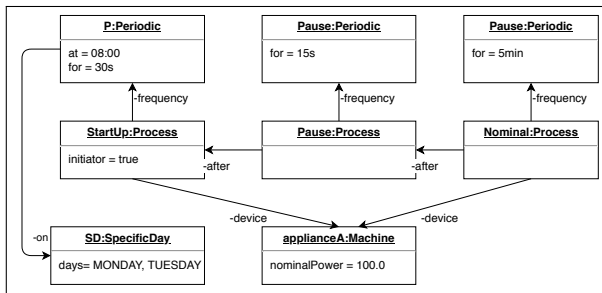 P:Periodic
at = 08:00
for = 30s
Pause:Periodic
for = 15s
Pause:Periodic
for = 5min
-frequency
-frequency
-frequency
StartUp:Process
initiator = true
-after
Pause:Process
-after
Nominal:Process
-device
-device
-on
SD:SpecificDay
days= MONDAY, TUESDAY
applianceA:Machine
nominalPower = 100.0